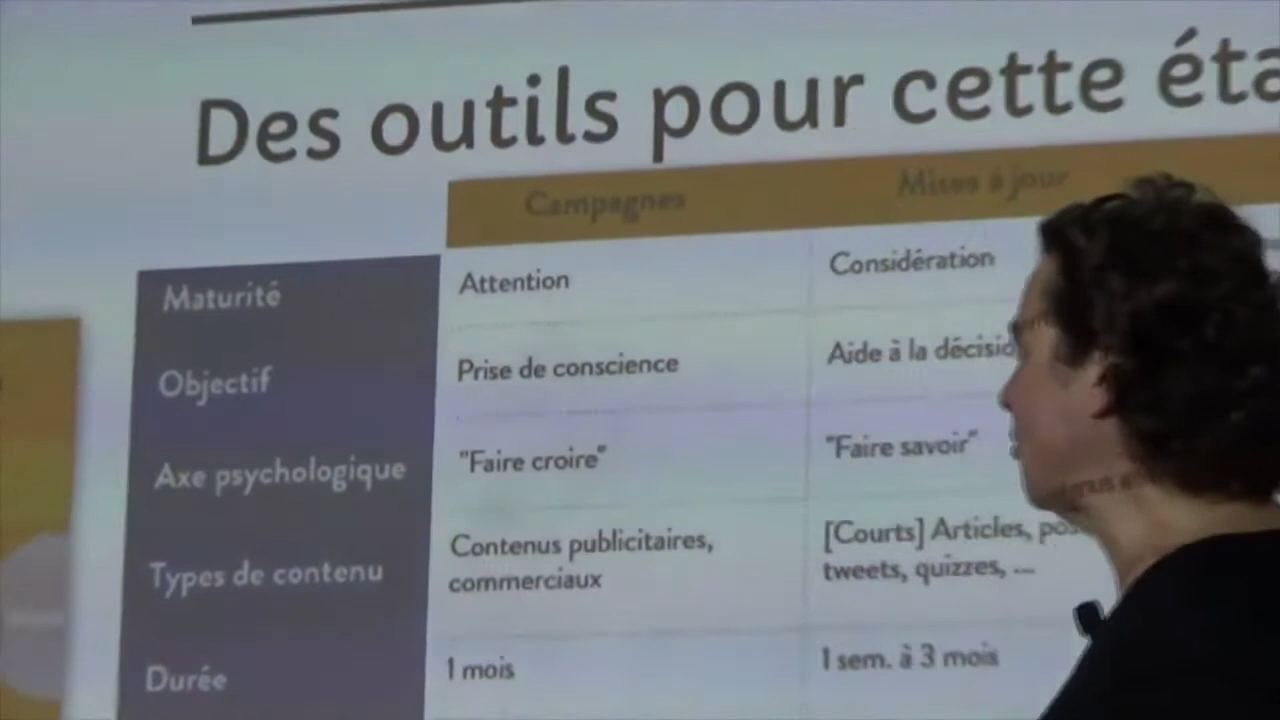 Des outils pour cette éta
Campagnes Mises à jour
Maturité Attention Considération
Objectif Prise de conscience Aide à la décisio
Axe psychologique "Faire croire" "Faire savoir"
Types de contenu Contenus publicitaires, [Courts] Articles, pos
commerciaux tweets, quizzes, ...
Durée 1 mois 1 sem. à 3 mois